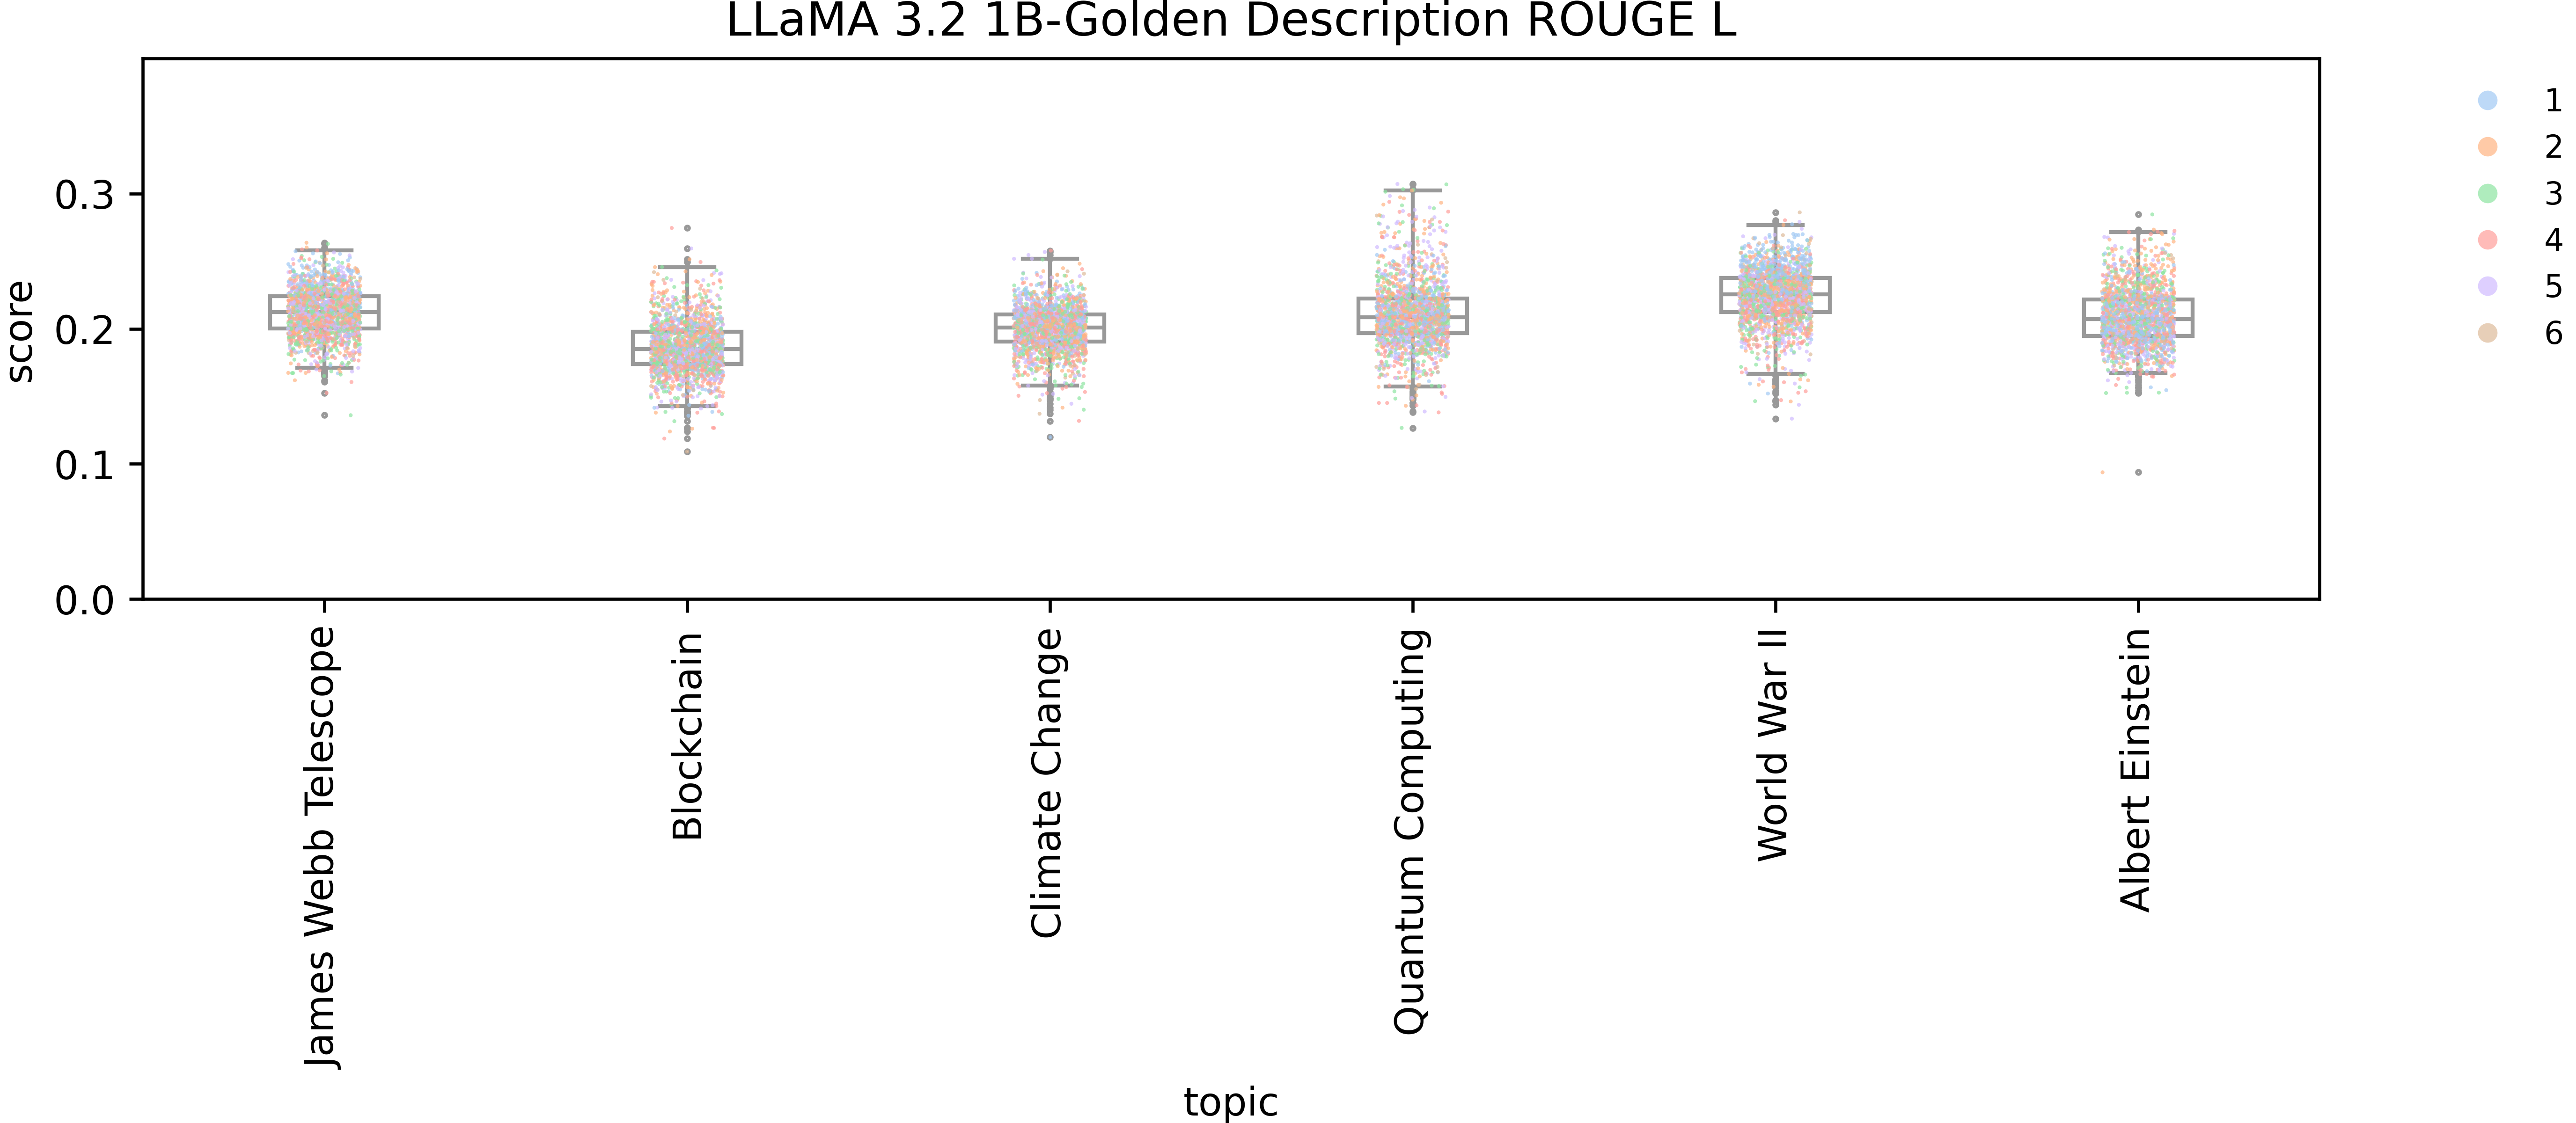 LLaMA 3.2 1B-Golden Description ROUGE L
score
0.3
0.2
0.1
0.0
1
2
3
4
5
6
James Webb Telescope
Blockchain
Climate Change
Quantum Computing
World War II
Albert Einstein
topic